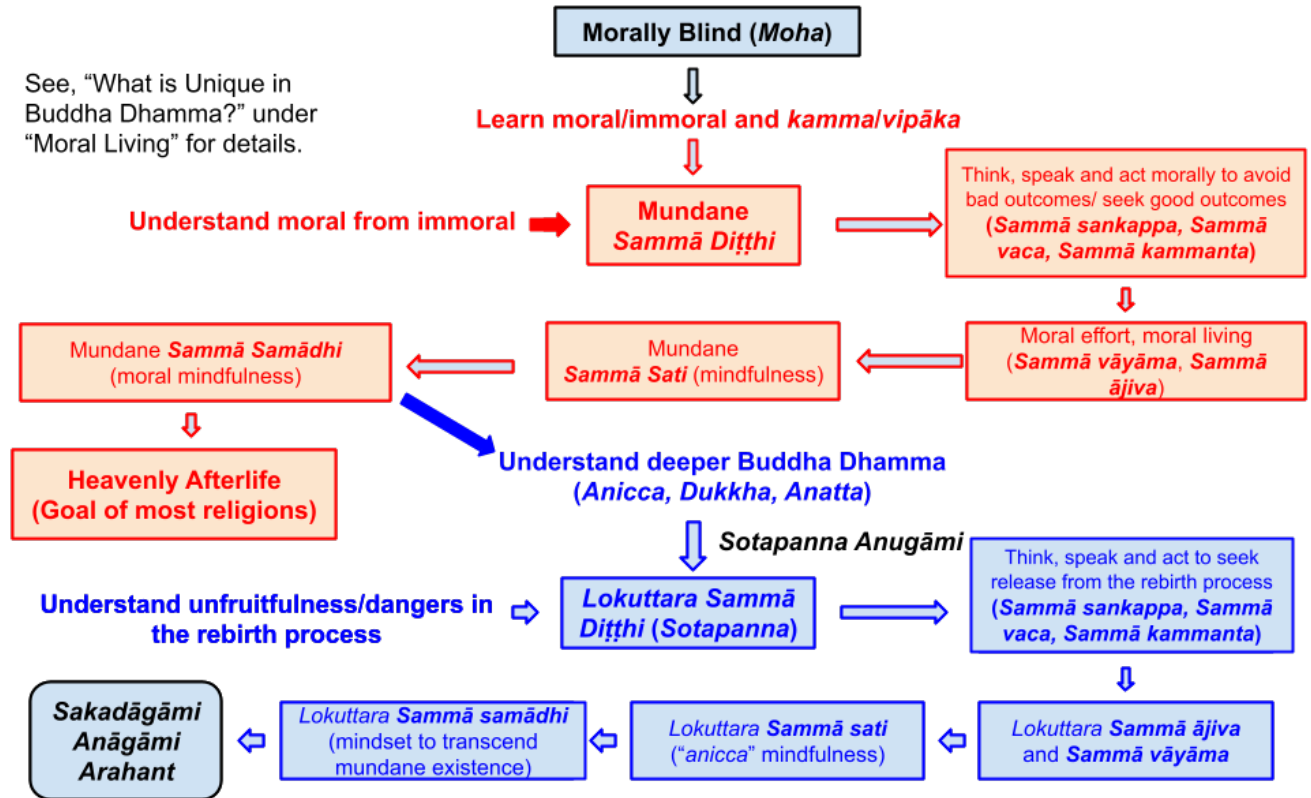 Morally Blind (Moha)
See, “What is Unique in
Buddha Dhamma?” under
“Moral Living” for details.
Learn moral/immoral and kamma/vipāka
Understand moral from immoral
Mundane
Sammā Diṭṭhi
Think, speak and act morally to avoid
bad outcomes/ seek good outcomes
(Sammā sankappa, Sammā
vaca, Sammā kammanta)
Moral effort, moral living
(Sammā vāyāma, Sammā
ājiva)
Mundane
Sammā Sati (mindfulness)
Mundane Sammā Samādhi
(moral mindfulness)
Heavenly Afterlife
(Goal of most religions)
Understand deeper Buddha Dhamma
(Anicca, Dukkha, Anatta)
Sotapanna Anugāmi
Understand unfruitfulness/dangers in
the rebirth process
Lokuttara Sammā
Diṭṭhi (Sotapanna)
Think, speak and act to seek
release from the rebirth process
(Sammā sankappa, Sammā
vaca, Sammā kammanta)
Lokuttara Sammā ājiva
and Sammā vāyāma
Lokuttara Sammā sati
(“anicca” mindfulness)
Lokuttara Sammā samādhi
(mindset to transcend
mundane existence)
Sakadāgāmi
Anāgāmi
Arahant